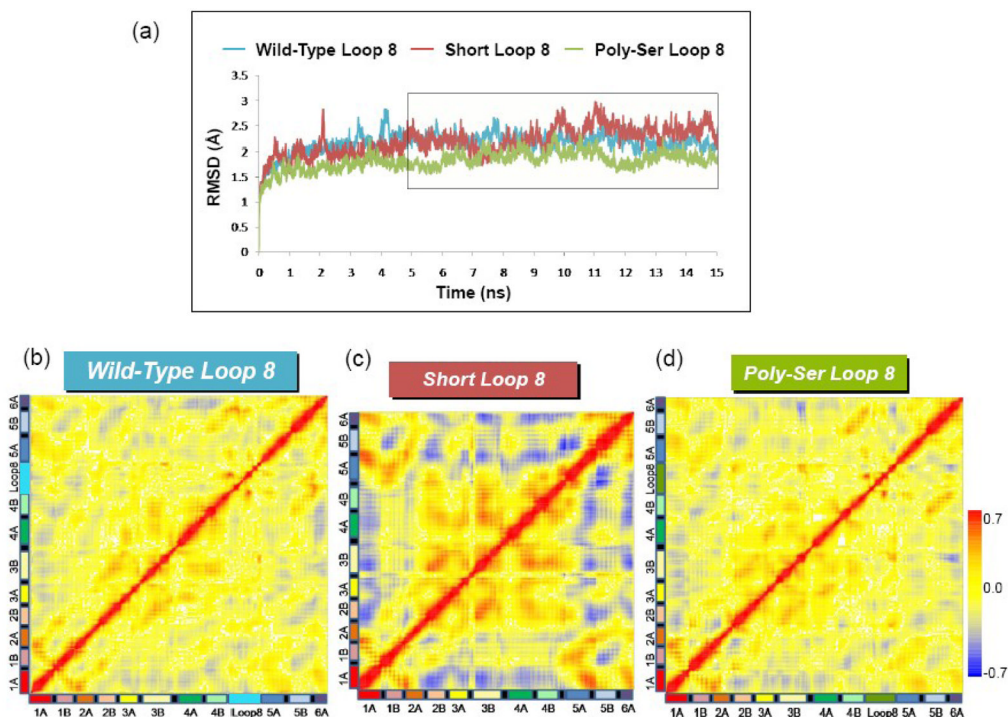 (a)
Wild-Type Loop 8 Short Loop 8 Poly-Ser Loop 8
RMSD (Å)
3.5
3
2.5
2
1.5
1
0.5
0
0 1 2 3 4 5 6 7 8 9 10 11 12 13 14 15
Time (ns)
(b) Wild-Type Loop 8
(c) Short Loop 8
(d) Poly-Ser Loop 8
6A
5B
5A
Loop8
4B
4A
3B
3A
2B
2A
1B
1A
1A 1B 2A 2B 3A 3B 4A 4B Loop8 5A 5B 6A
6A
5B
5A
4B
4A
3B
3A
2B
2A
1B
1A
1A 1B 2A 2B 3A 3B 4A 4B 5A 5B 6A
6A
5B
5A
Loop8
4B
4A
3B
3A
2B
2A
1B
1A
1A 1B 2A 2B 3A 3B 4A 4B Loop8 5A 5B 6A
0.7
0.0
-0.7